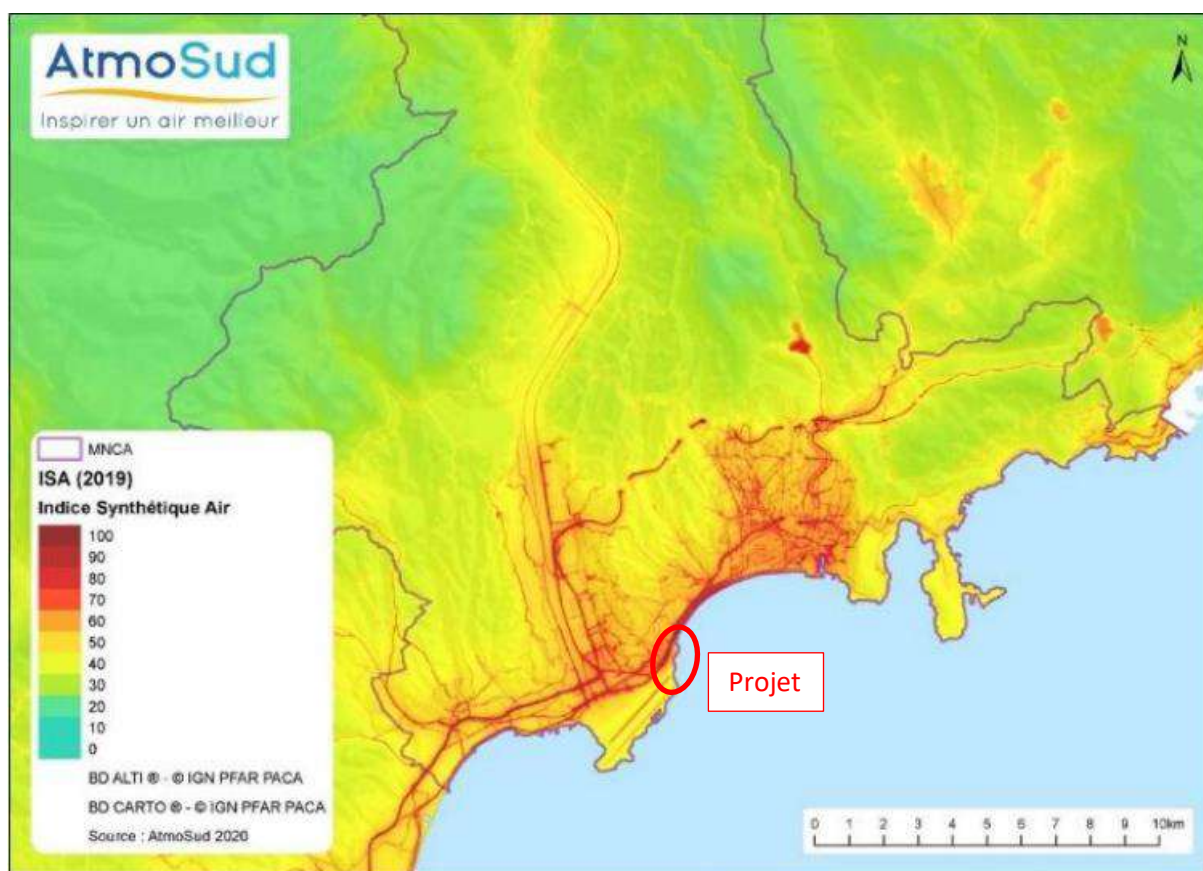 AtmoSud
Inspirer un air meilleur
N
MNCA
ISA (2019)
Indice Synthétique Air
100
90
80
70
60
50
40
30
20
10
0
BD ALTI ® - © IGN PFAR PACA
BD CARTO ® - © IGN PFAR PACA
Source : AtmoSud 2020
Projet
0 1 2 3 4 5 6 7 8 9 10km